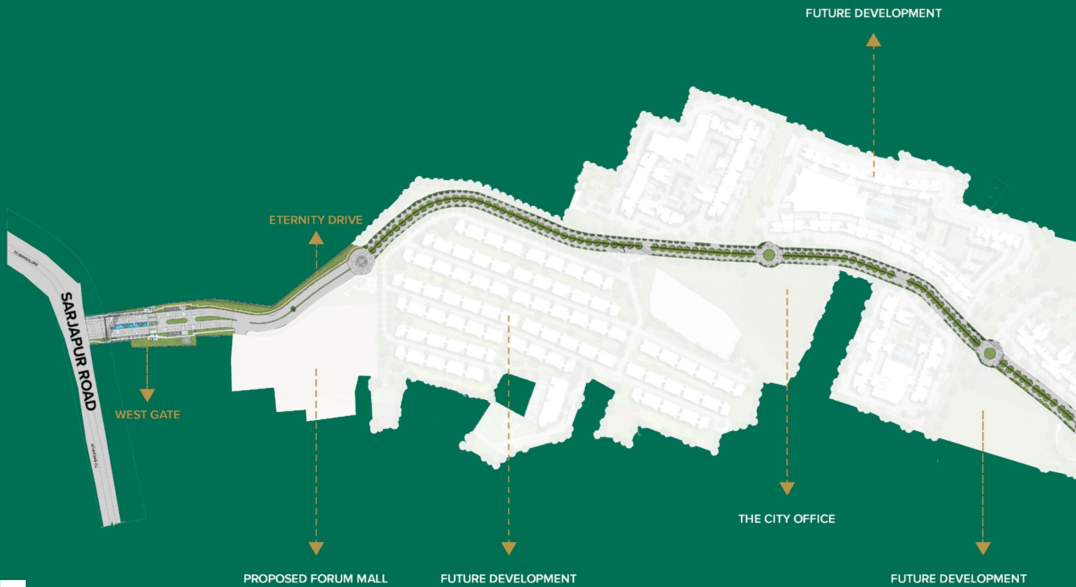 FUTURE DEVELOPMENT
ETERNITY DRIVE
SARJAPUR ROAD
WEST GATE
THE CITY OFFICE
PROPOSED FORUM MALL
FUTURE DEVELOPMENT
FUTURE DEVELOPMENT